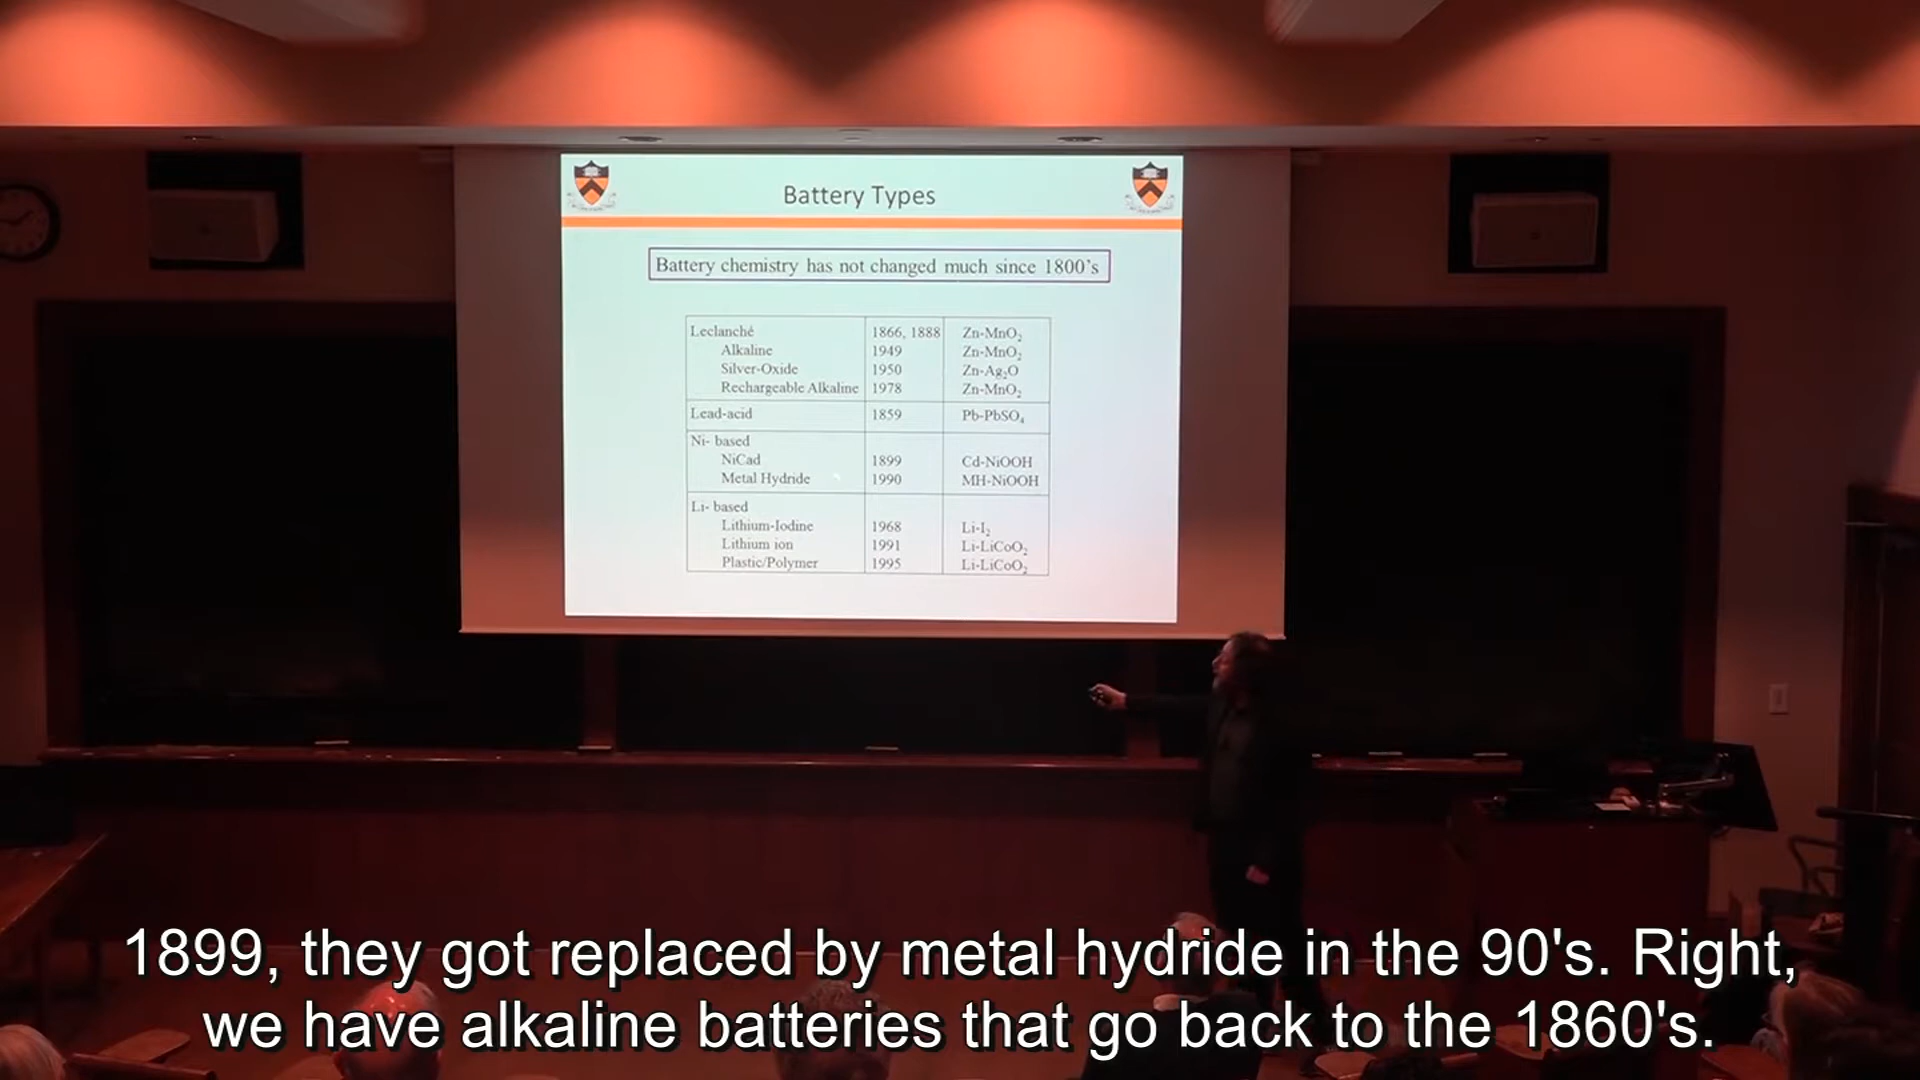 Battery Types
Battery chemistry has not changed much since 1800's
Leclanché 1866, 1888 Zn-MnO₂
Alkaline 1949 Zn-MnO₂
Silver-Oxide 1950 Zn-Ag₂O
Rechargeable Alkaline 1978 Zn-MnO₂
Lead-acid 1859 Pb-PbSO₄
Ni- based
NiCad 1899 Cd-NiOOH
Metal Hydride 1990 MH-NiOOH
Li- based
Lithium-Iodine 1968 Li-I₂
Lithium ion 1991 Li-LiCoO₂
Plastic/Polymer 1995 Li-LiCoO₂
1899, they got replaced by metal hydride in the 90's. Right,
we have alkaline batteries that go back to the 1860's.